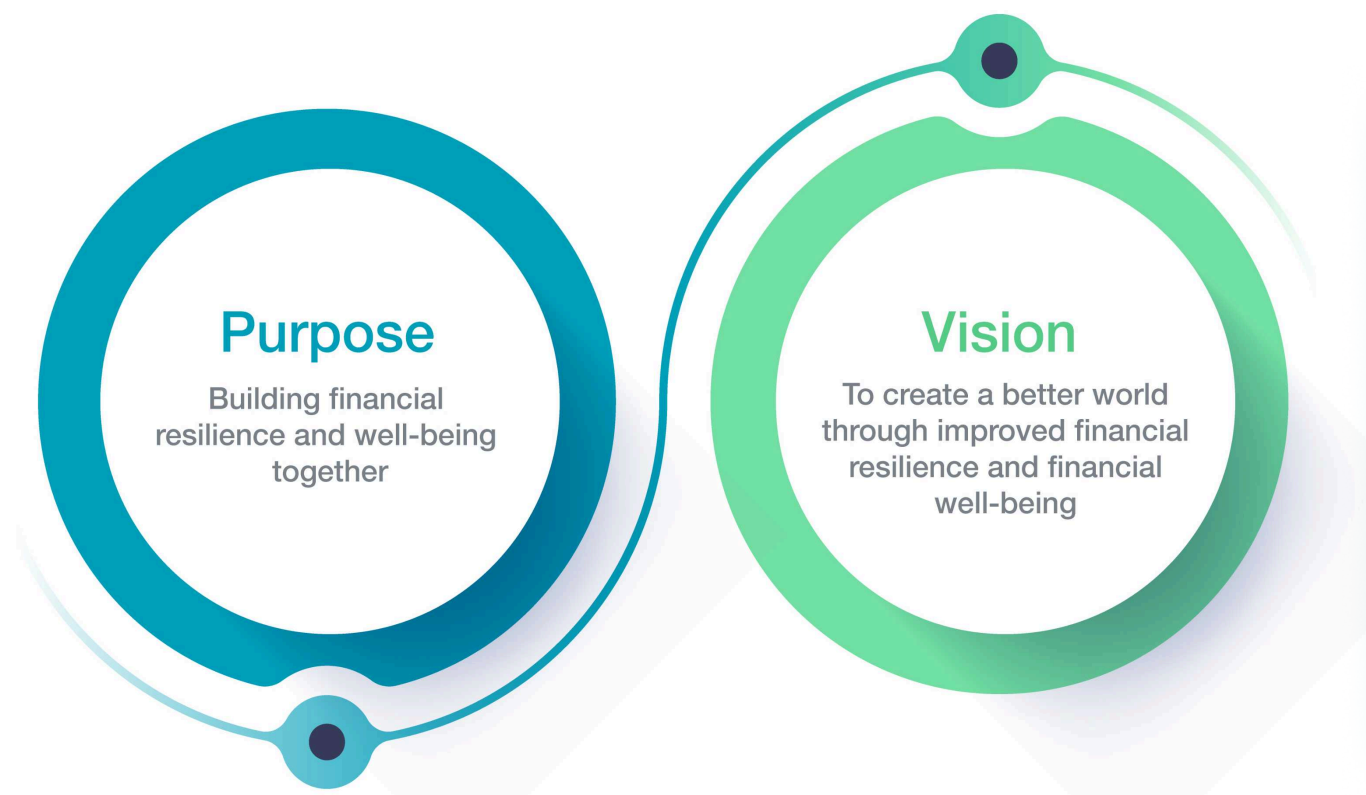 Purpose
Building financial
resilience and well-being
together
Vision
To create a better world
through improved financial
resilience and financial
well-being